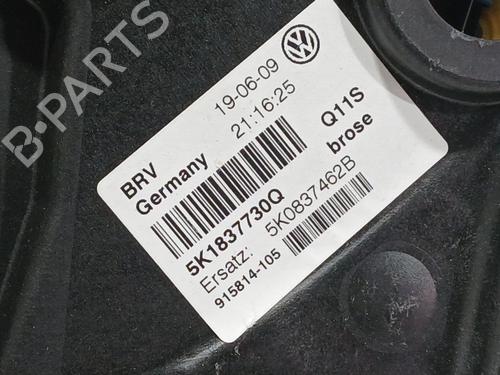 B-PARTS
19-06-09
21:16:25
BRV
Germany
Q11S
brose
5K1837730Q
Ersatz: 5K0837462B
915814-105